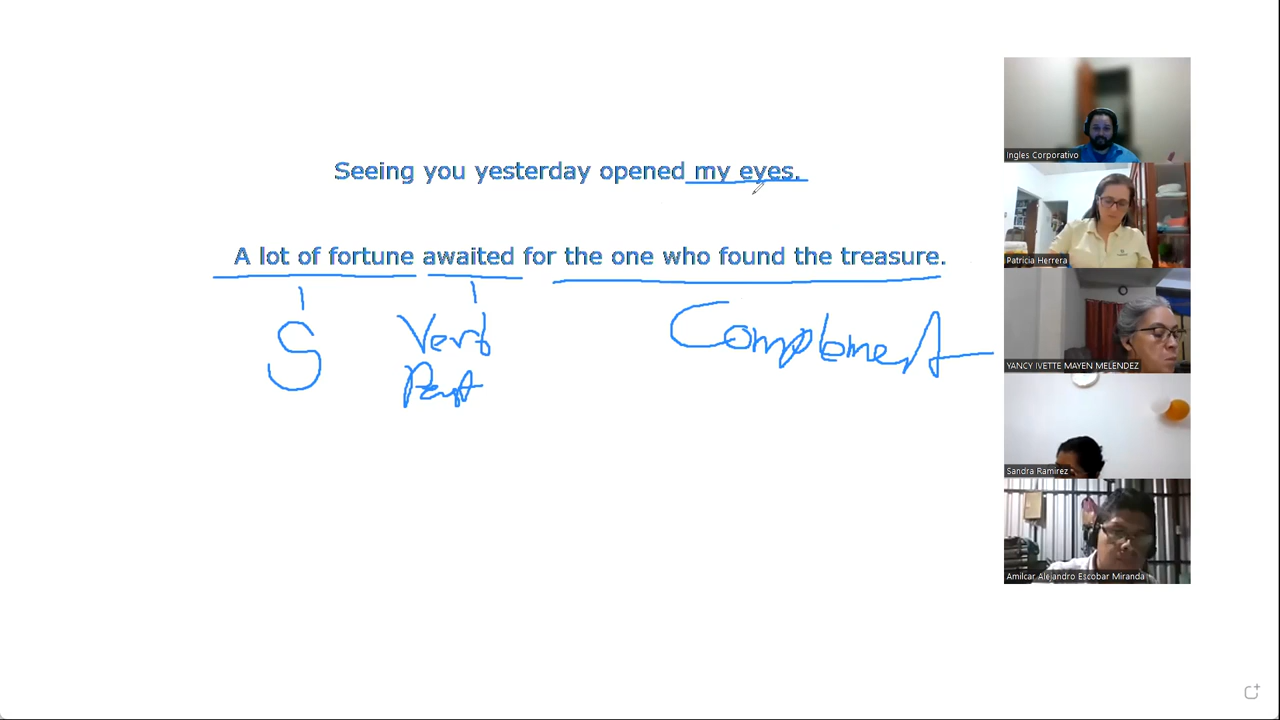 Seeing you yesterday opened my eyes.
A lot of fortune awaited for the one who found the treasure.
S
Verb
Past
Complement
Ingles Corporativo
Patricia Herrera
YANCY IVETTE MAYEN MELENDEZ
Sandra Ramirez
Amilcar Alejandro Escobar Miranda